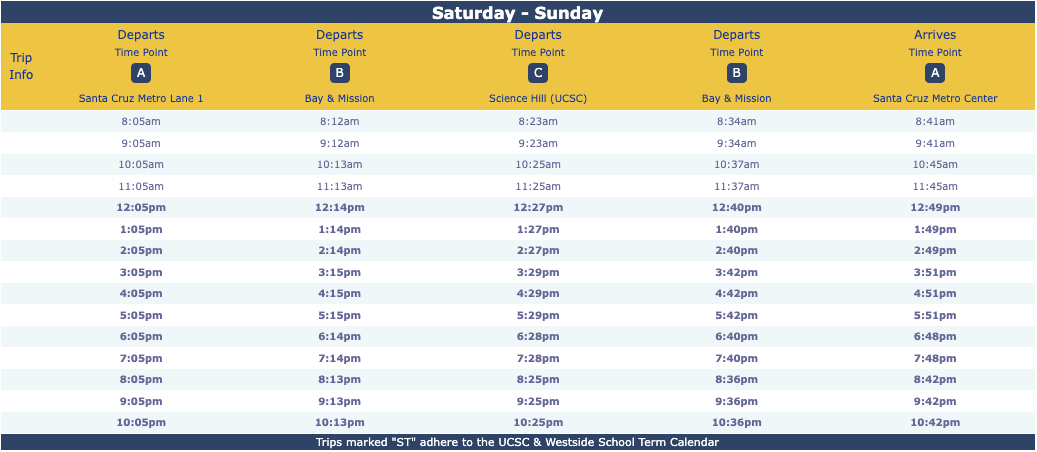 Saturday - Sunday
Trip Info
Departs Departs Departs Departs Arrives
Time Point Time Point Time Point Time Point Time Point
A B C B A
Santa Cruz Metro Lane 1 Bay & Mission Science Hill (UCSC) Bay & Mission Santa Cruz Metro Center
8:05am 8:12am 8:23am 8:34am 8:41am
9:05am 9:12am 9:23am 9:34am 9:41am
10:05am 10:13am 10:25am 10:37am 10:45am
11:05am 11:13am 11:25am 11:37am 11:45am
12:05pm 12:14pm 12:27pm 12:40pm 12:49pm
1:05pm 1:14pm 1:27pm 1:40pm 1:49pm
2:05pm 2:14pm 2:27pm 2:40pm 2:49pm
3:05pm 3:15pm 3:29pm 3:42pm 3:51pm
4:05pm 4:15pm 4:29pm 4:42pm 4:51pm
5:05pm 5:15pm 5:29pm 5:42pm 5:51pm
6:05pm 6:14pm 6:28pm 6:40pm 6:48pm
7:05pm 7:14pm 7:28pm 7:40pm 7:48pm
8:05pm 8:13pm 8:25pm 8:36pm 8:42pm
9:05pm 9:13pm 9:25pm 9:36pm 9:42pm
10:05pm 10:13pm 10:25pm 10:36pm 10:42pm
Trips marked "ST" adhere to the UCSC & Westside School Term Calendar